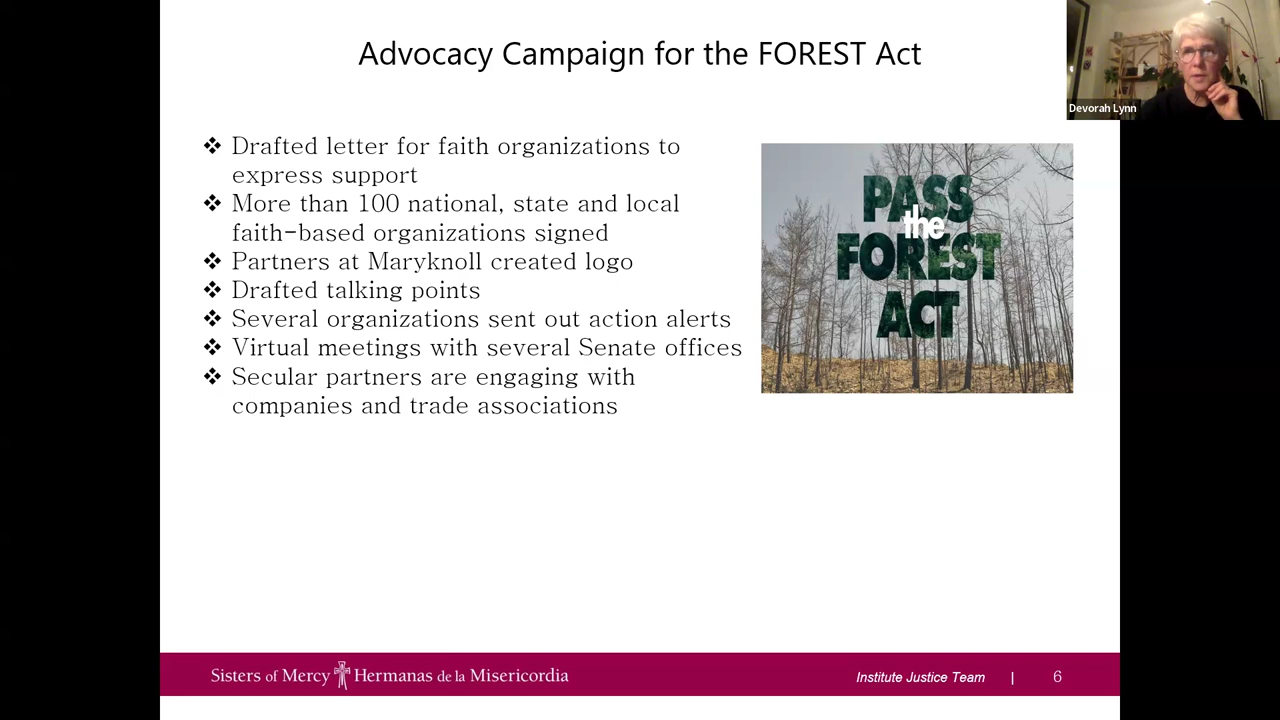 Advocacy Campaign for the FOREST Act
Devorah Lynn
❖ Drafted letter for faith organizations to
express support
❖ More than 100 national, state and local
faith-based organizations signed
❖ Partners at Maryknoll created logo
❖ Drafted talking points
❖ Several organizations sent out action alerts
❖ Virtual meetings with several Senate offices
❖ Secular partners are engaging with
companies and trade associations
PASS
the
FOREST
ACT
Sisters of Mercy Hermanas de la Misericordia
Institute Justice Team | 6